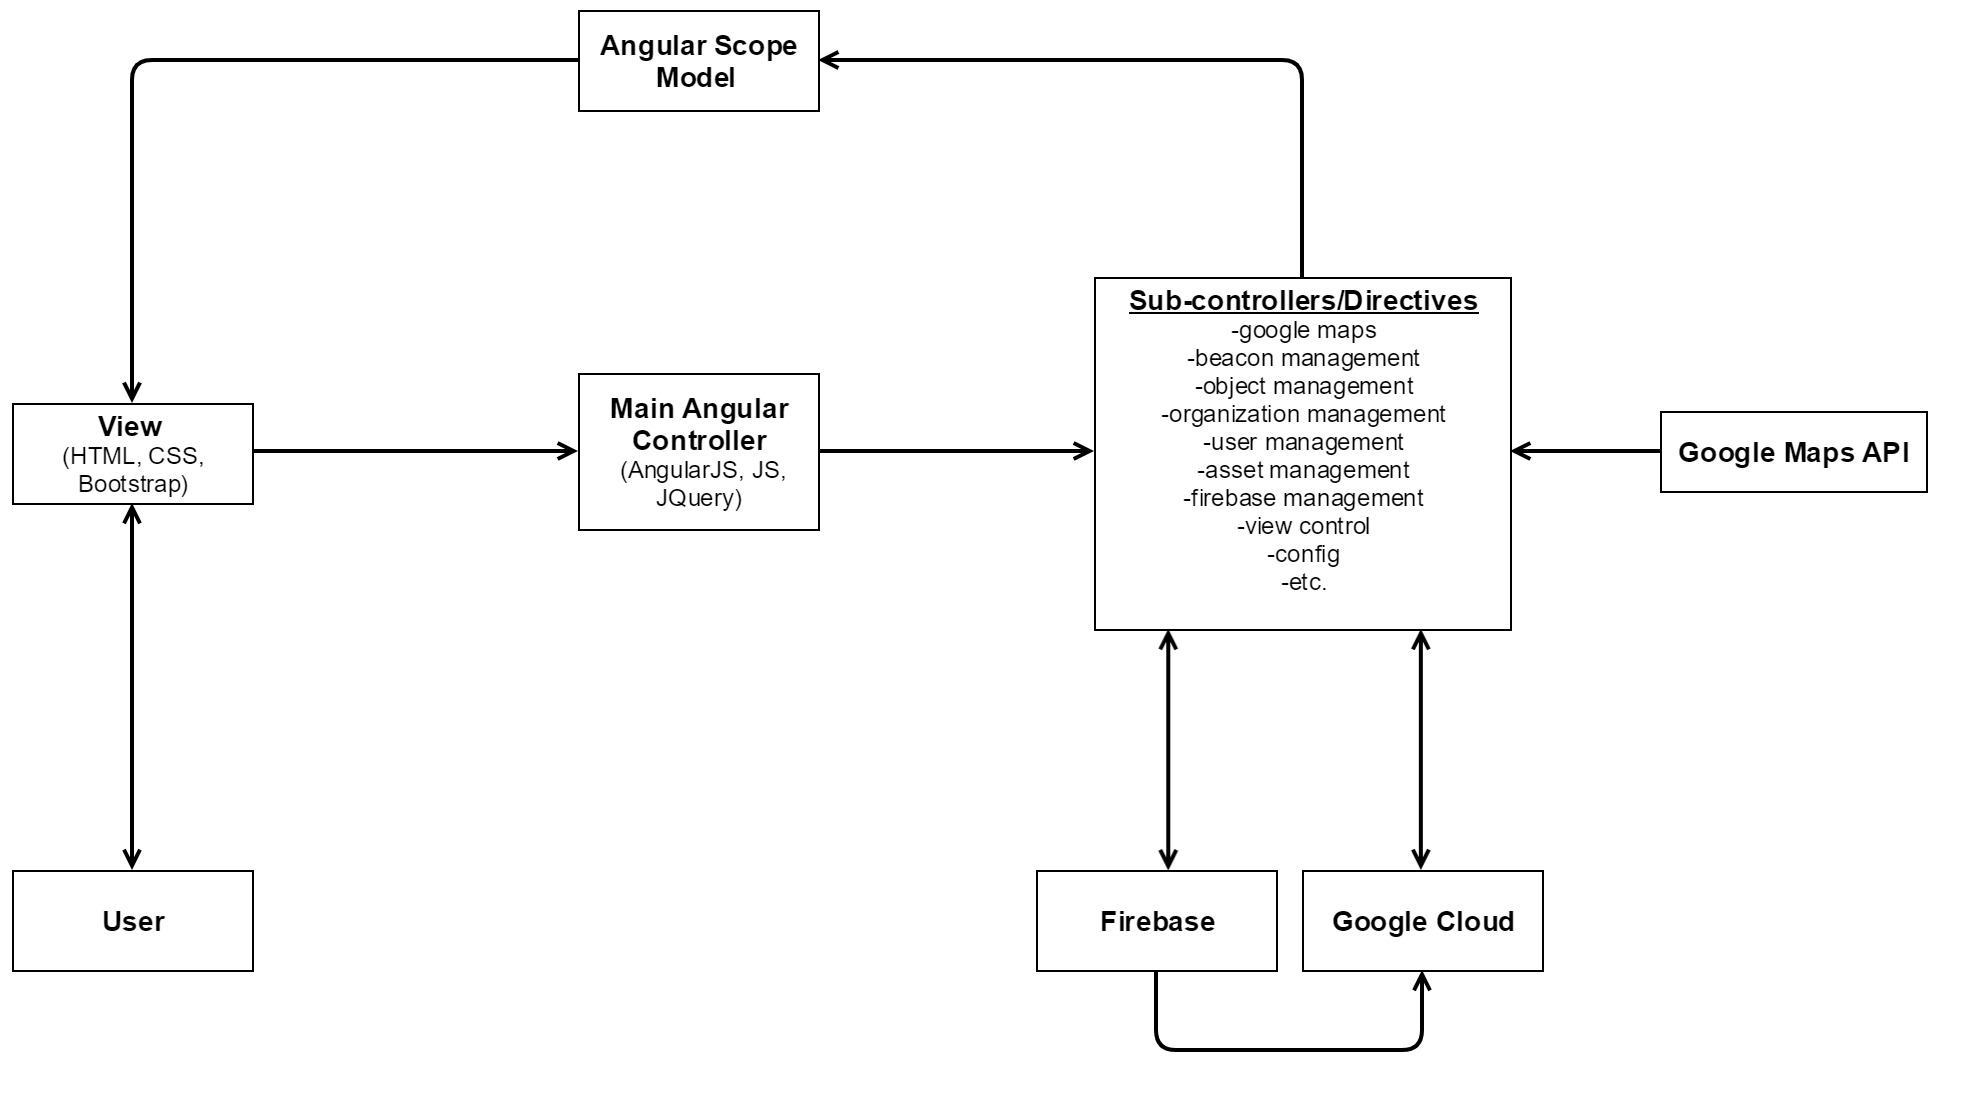 Angular Scope
Model
Sub-controllers/Directives
-google maps
-beacon management
-object management
-organization management
-user management
-asset management
-firebase management
-view control
-config
-etc.
View
(HTML, CSS,
Bootstrap)
Main Angular
Controller
(AngularJS, JS,
JQuery)
Google Maps API
User
Firebase
Google Cloud